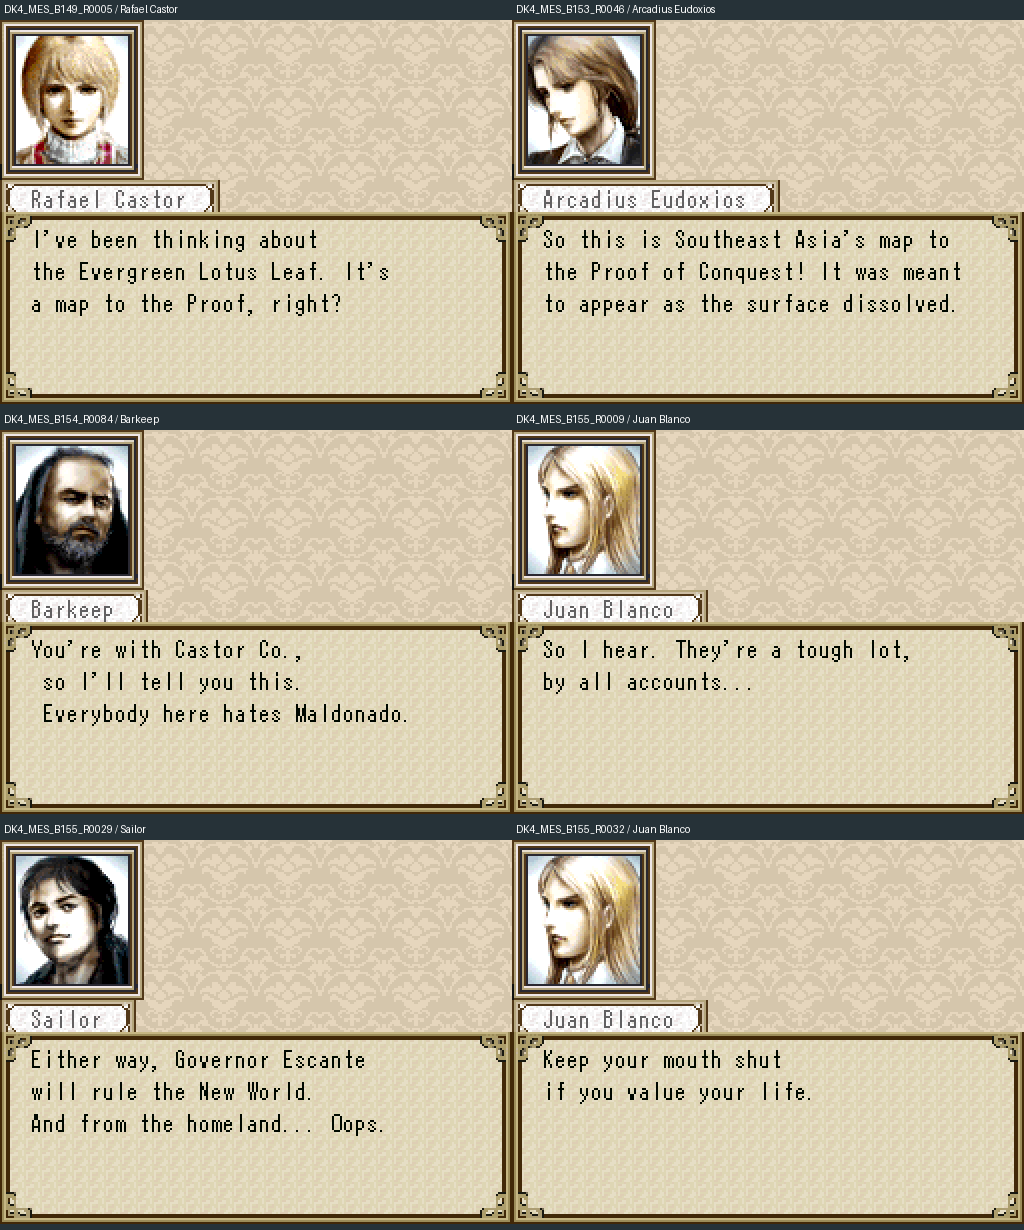 DK4_MES_B149_R0005 / Rafael Castor
Rafael Castor
I've been thinking about
the Evergreen Lotus Leaf. It's
a map to the Proof, right?
DK4_MES_B153_R0046 / Arcadius Eudoxios
Arcadius Eudoxios
So this is Southeast Asia's map to
the Proof of Conquest! It was meant
to appear as the surface dissolved.
DK4_MES_B154_R0084 / Barkeep
Barkeep
You're with Castor Co.,
so I'll tell you this.
Everybody here hates Maldonado.
DK4_MES_B155_R0009 / Juan Blanco
Juan Blanco
So I hear. They're a tough lot,
by all accounts...
DK4_MES_B155_R0029 / Sailor
Sailor
Either way, Governor Escante
will rule the New World.
And from the homeland... Oops.
DK4_MES_B155_R0032 / Juan Blanco
Juan Blanco
Keep your mouth shut
if you value your life.